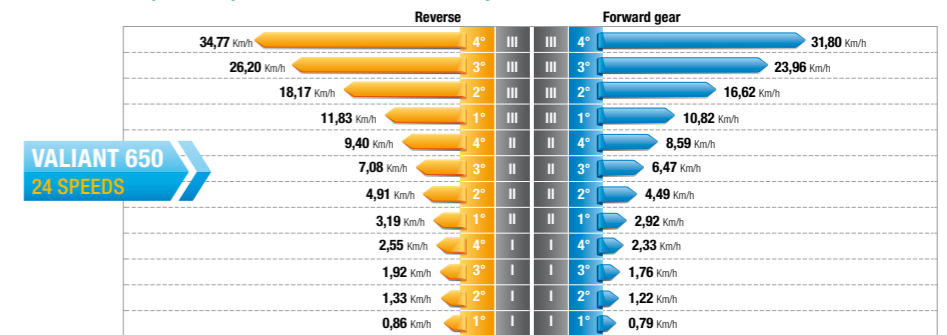 Reverse Forward gear
34,77 Km/h 4° III III 4° 31,80 Km/h
26,20 Km/h 3° III III 3° 23,96 Km/h
18,17 Km/h 2° III III 2° 16,62 Km/h
11,83 Km/h 1° III III 1° 10,82 Km/h
9,40 Km/h 4° II II 4° 8,59 Km/h
VALIANT 650
24 SPEEDS
7,08 Km/h 3° II II 3° 6,47 Km/h
4,91 Km/h 2° II II 2° 4,49 Km/h
3,19 Km/h 1° II II 1° 2,92 Km/h
2,55 Km/h 4° I I 4° 2,33 Km/h
1,92 Km/h 3° I I 3° 1,76 Km/h
1,33 Km/h 2° I I 2° 1,22 Km/h
0,86 Km/h 1° I I 1° 0,79 Km/h